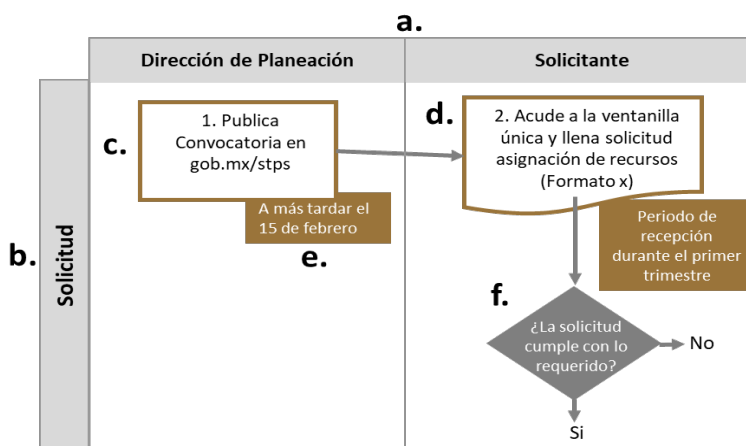 a.
Dirección de Planeación
Solicitante
b.
Solicitud
c.
1. Publica
Convocatoria en
gob.mx/stps
A más tardar el
15 de febrero
e.
d.
2. Acude a la ventanilla
única y llena solicitud
asignación de recursos
(Formato x)
Periodo de
recepción
durante el primer
trimestre
f.
¿La solicitud
cumple con lo
requerido?
No
Si